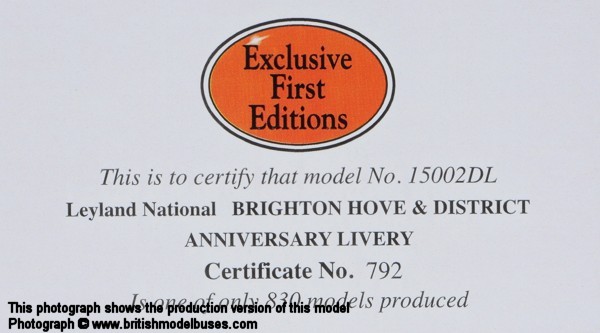 Exclusive
First
Editions
This is to certify that model No. 15002DL
Leyland National BRIGHTON HOVE & DISTRICT
ANNIVERSARY LIVERY
Certificate No. 792
Is one of only 830 models produced
This photograph shows the production version of this model
Photograph © www.britishmodelbuses.com